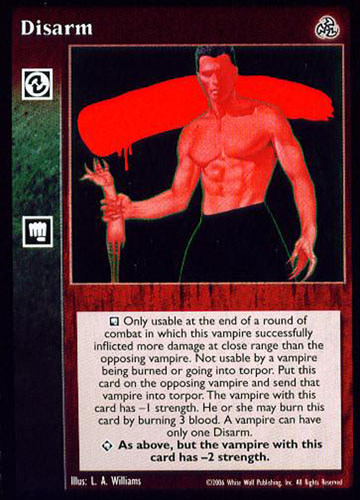 Disarm
Only usable at the end of a round of
combat in which this vampire successfully
inflicted more damage at close range than the
opposing vampire. Not usable by a vampire
being burned or going into torpor. Put this
card on the opposing vampire and send that
vampire into torpor. The vampire with this
card has –1 strength. He or she may burn this
card by burning 3 blood. A vampire can have
only one Disarm.
As above, but the vampire with this
card has –2 strength.
Illus: L. A. Williams
©2006 White Wolf Publishing, Inc. All Rights Reserved